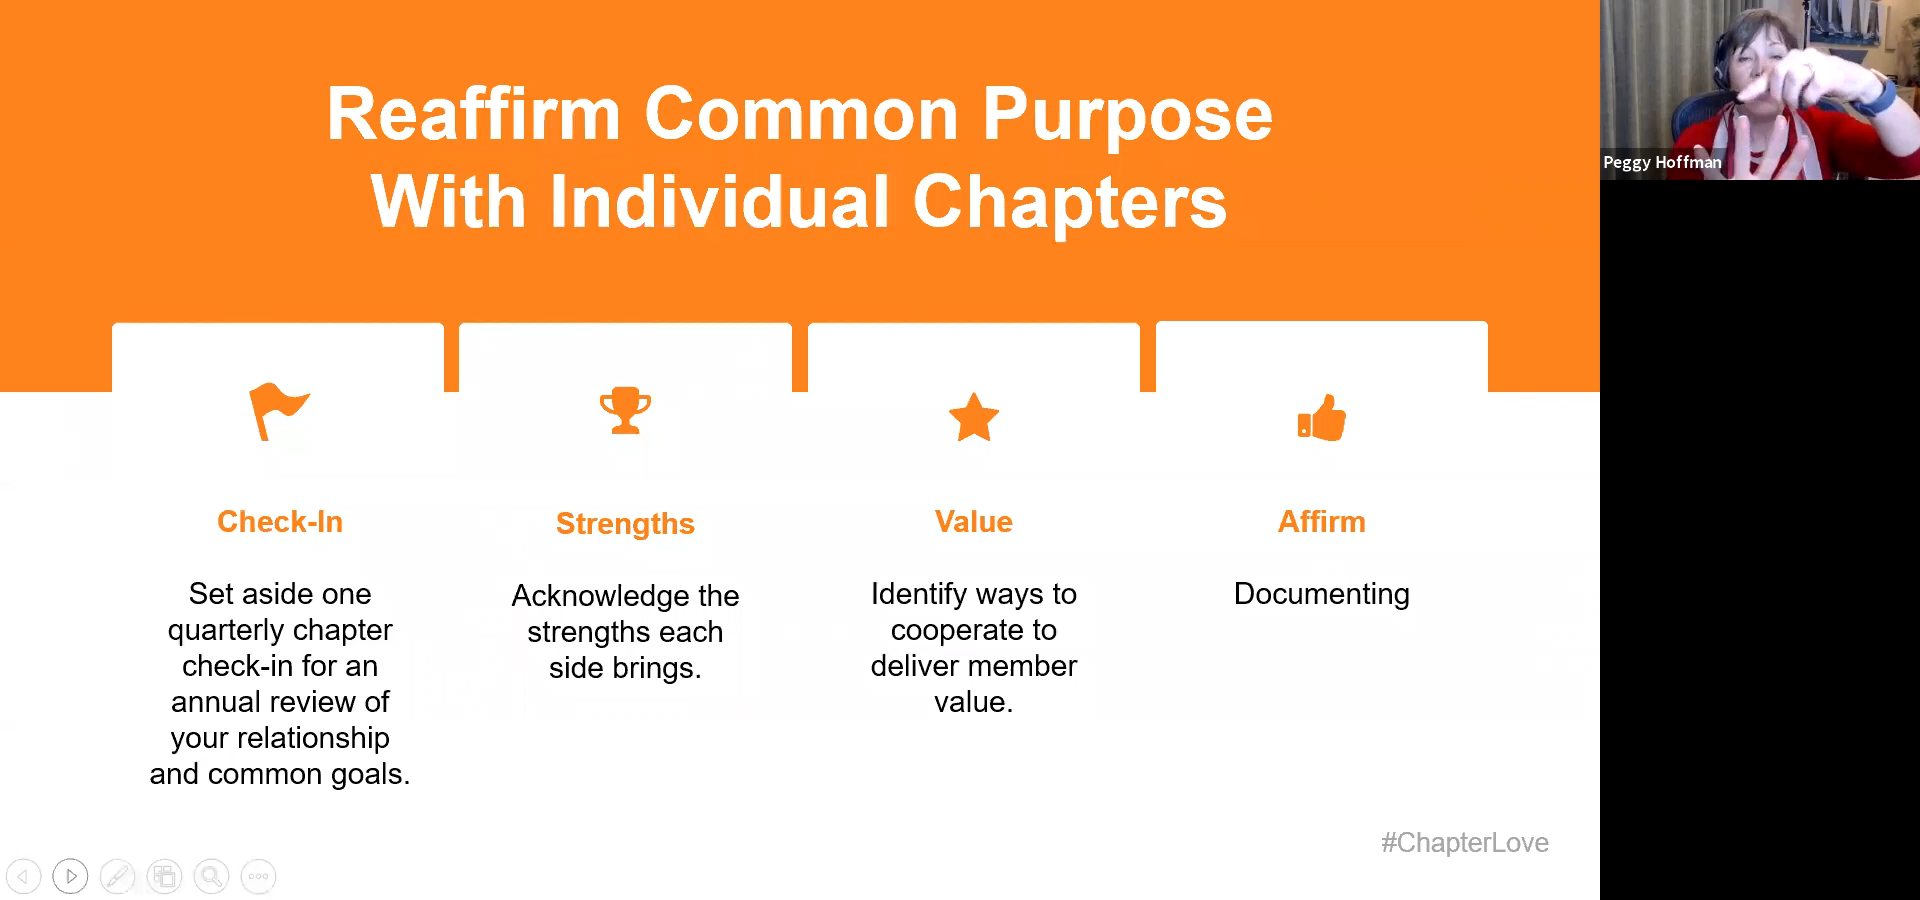 Reaffirm Common Purpose
With Individual Chapters
Peggy Hoffman
Check-In
Set aside one
quarterly chapter
check-in for an
annual review of
your relationship
and common goals.
Strengths
Acknowledge the
strengths each
side brings.
Value
Identify ways to
cooperate to
deliver member
value.
Affirm
Documenting
#ChapterLove